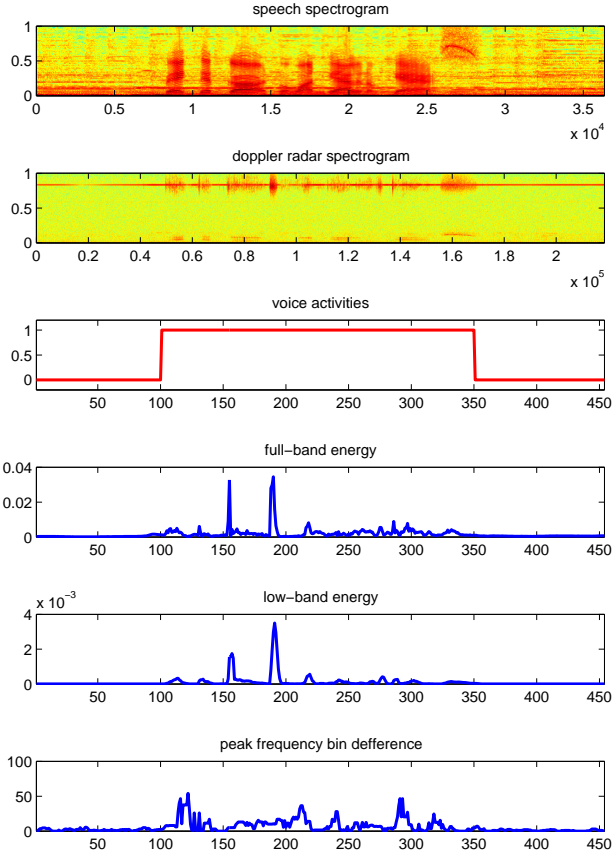 speech spectrogram
1
0.5
0
0 0.5 1 1.5 2 2.5 3 3.5
x 10^4
doppler radar spectrogram
1
0.5
0
0 0.2 0.4 0.6 0.8 1 1.2 1.4 1.6 1.8 2
x 10^5
voice activities
1
0.5
0
50 100 150 200 250 300 350 400 450
full−band energy
0.04
0.02
0
50 100 150 200 250 300 350 400 450
low−band energy
x 10^−3
4
2
0
50 100 150 200 250 300 350 400 450
peak frequency bin defference
100
50
0
50 100 150 200 250 300 350 400 450